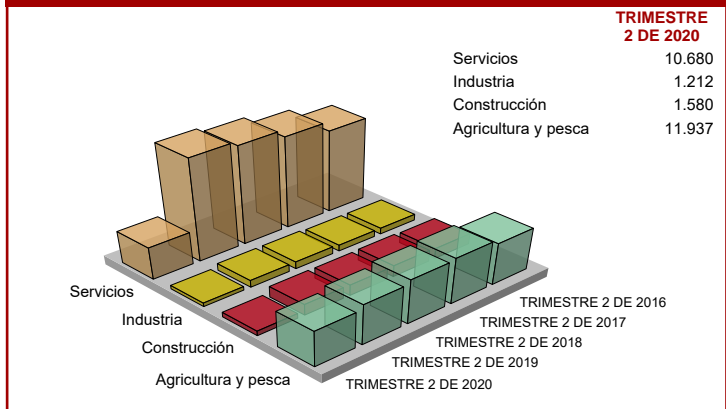 TRIMESTRE
2 DE 2020
Servicios 10.680
Industria 1.212
Construcción 1.580
Agricultura y pesca 11.937
Servicios
Industria
Construcción
Agricultura y pesca
TRIMESTRE 2 DE 2016
TRIMESTRE 2 DE 2017
TRIMESTRE 2 DE 2018
TRIMESTRE 2 DE 2019
TRIMESTRE 2 DE 2020